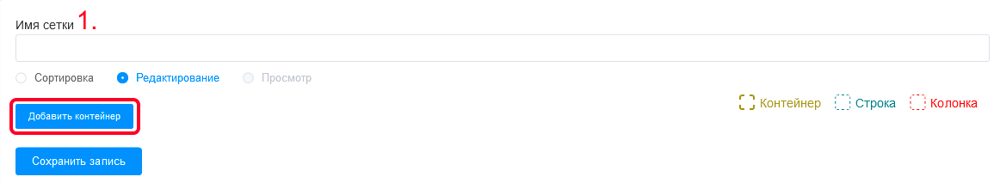 Имя сетки 1.
Сортировка Редактирование Просмотр
Контейнер Строка Колонка
Добавить контейнер
Сохранить запись